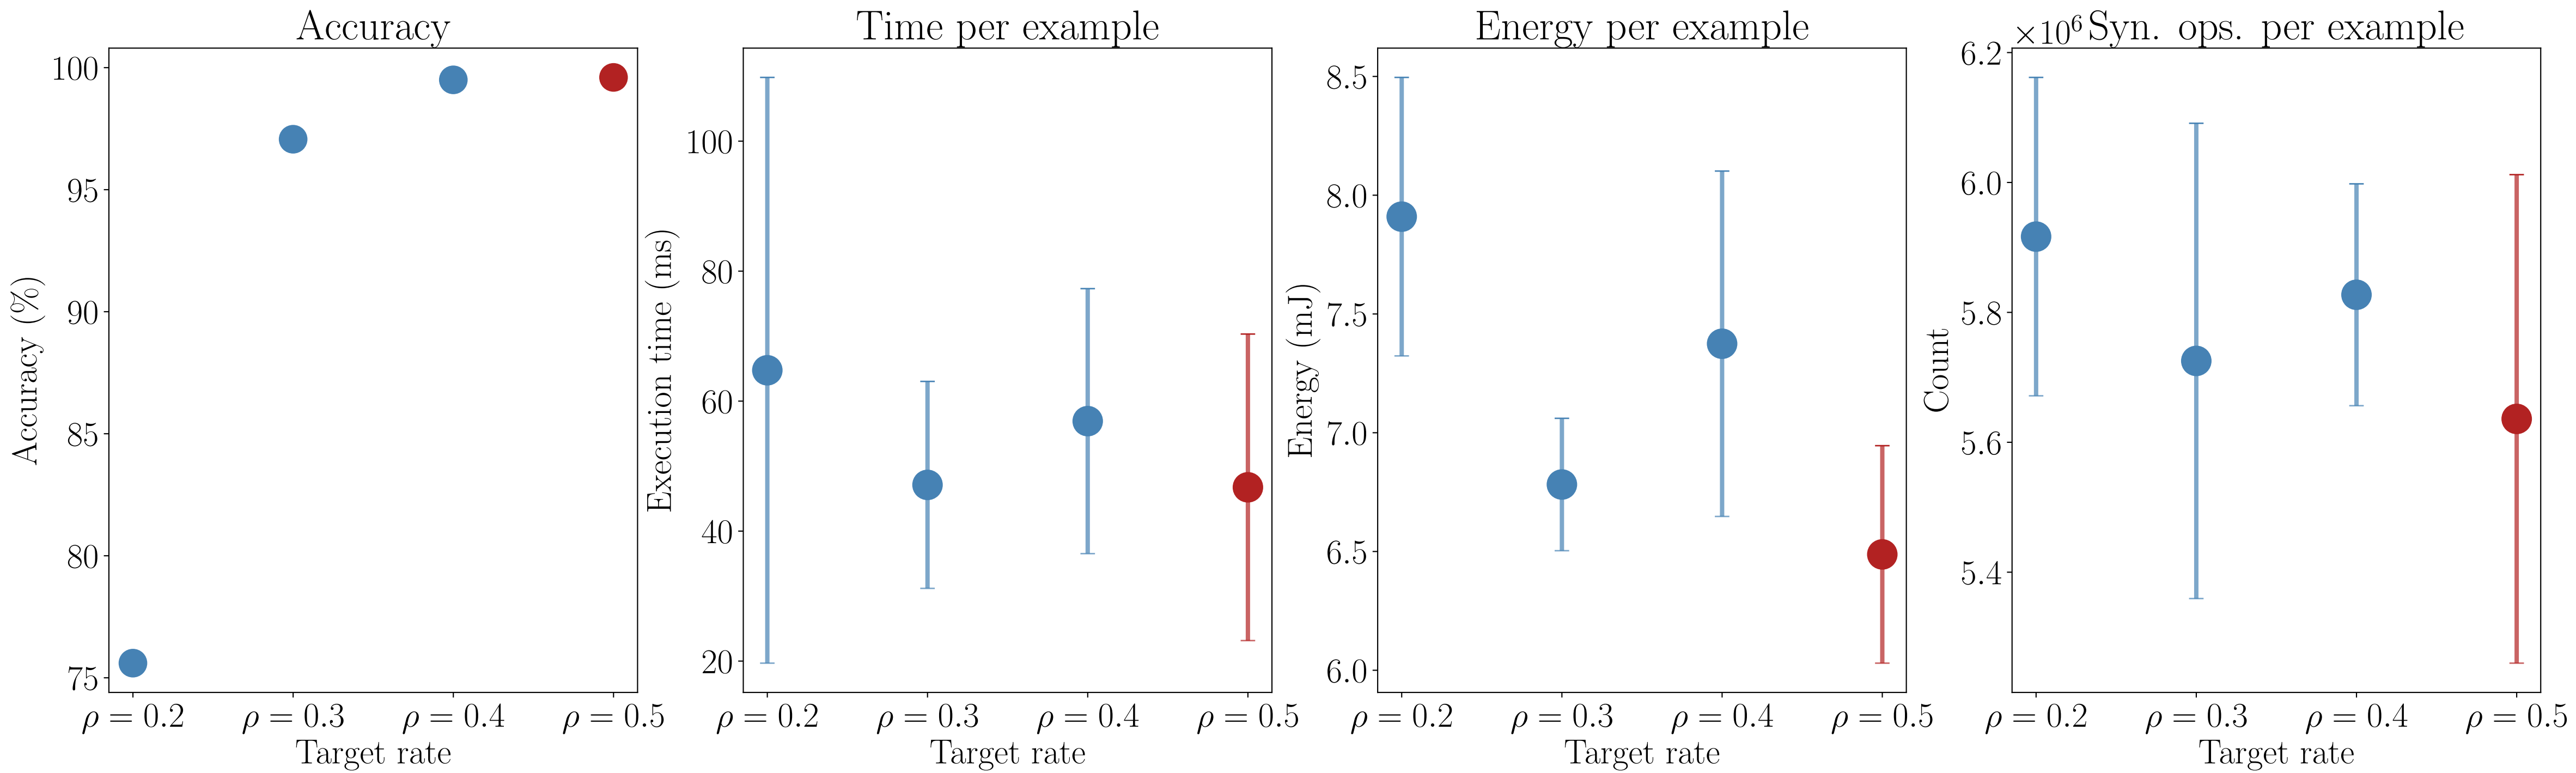 Accuracy
Accuracy (%)
100
95
90
85
80
75
ρ = 0.2
ρ = 0.3
ρ = 0.4
ρ = 0.5
Target rate
Time per example
Execution time (ms)
100
80
60
40
20
ρ = 0.2
ρ = 0.3
ρ = 0.4
ρ = 0.5
Target rate
Energy per example
Energy (mJ)
8.5
8.0
7.5
7.0
6.5
6.0
ρ = 0.2
ρ = 0.3
ρ = 0.4
ρ = 0.5
Target rate
×10⁶ Syn. ops. per example
Count
6.2
6.0
5.8
5.6
5.4
ρ = 0.2
ρ = 0.3
ρ = 0.4
ρ = 0.5
Target rate